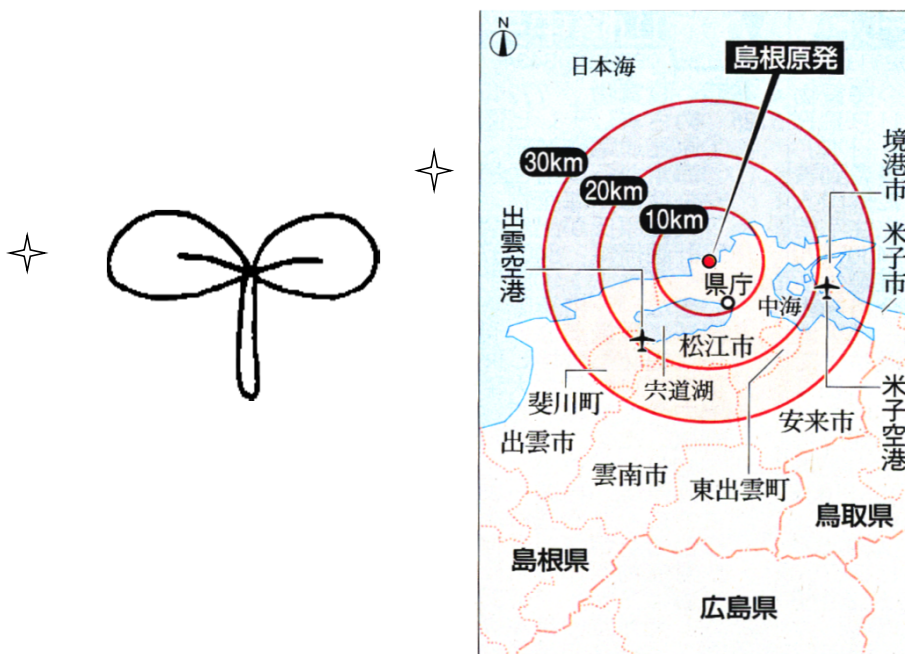 N
日本海
島根原発
30km
20km
10km
境港市
米子市
出雲空港
県庁
中海
松江市
宍道湖
斐川町
米子空港
安来市
出雲市
雲南市
東出雲町
鳥取県
島根県
広島県